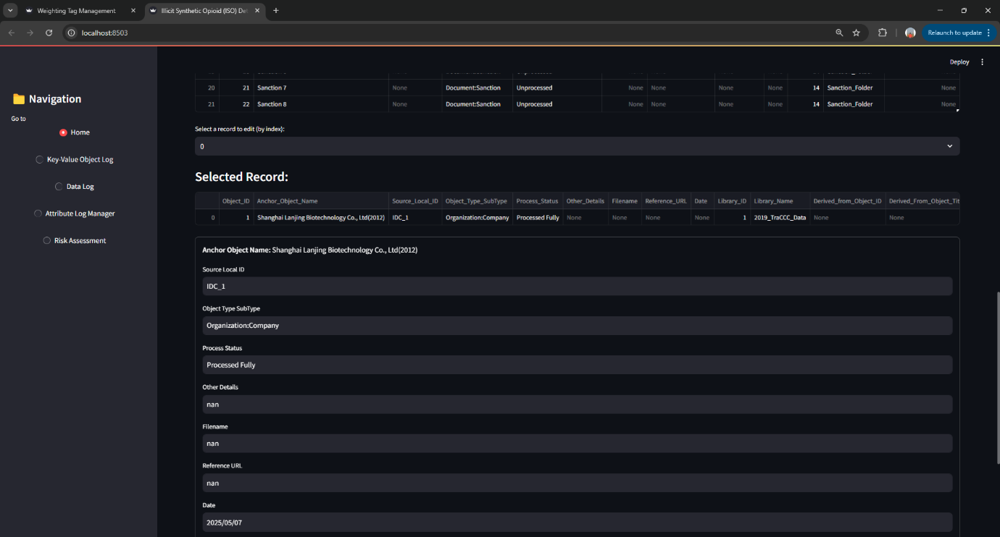 Weighting Tag Management
Illicit Synthetic Opioid (ISO) De
localhost:8503
Relaunch to update
Deploy
Navigation
Go to
Home
Key-Value Object Log
Data Log
Attribute Log Manager
Risk Assessment
20 21 Sanction 7 None Document:Sanction Unprocessed None None None None 14 Sanction_Folder None
21 22 Sanction 8 None Document:Sanction Unprocessed None None None None 14 Sanction_Folder None
Select a record to edit (by index):
0
Selected Record:
Object_ID Anchor_Object_Name Source_Local_ID Object_Type_SubType Process_Status Other_Details Filename Reference_URL Date Library_ID Library_Name Derived_from_Object_ID Derived_From_Object_Tit
0 1 Shanghai Lanjing Biotechnology Co., Ltd(2012) IDC_1 Organization:Company Processed Fully None None None None 1 2019_TraCCC_Data None None
Anchor Object Name: Shanghai Lanjing Biotechnology Co., Ltd(2012)
Source Local ID
IDC_1
Object Type SubType
Organization:Company
Process Status
Processed Fully
Other Details
nan
Filename
nan
Reference URL
nan
Date
2025/05/07